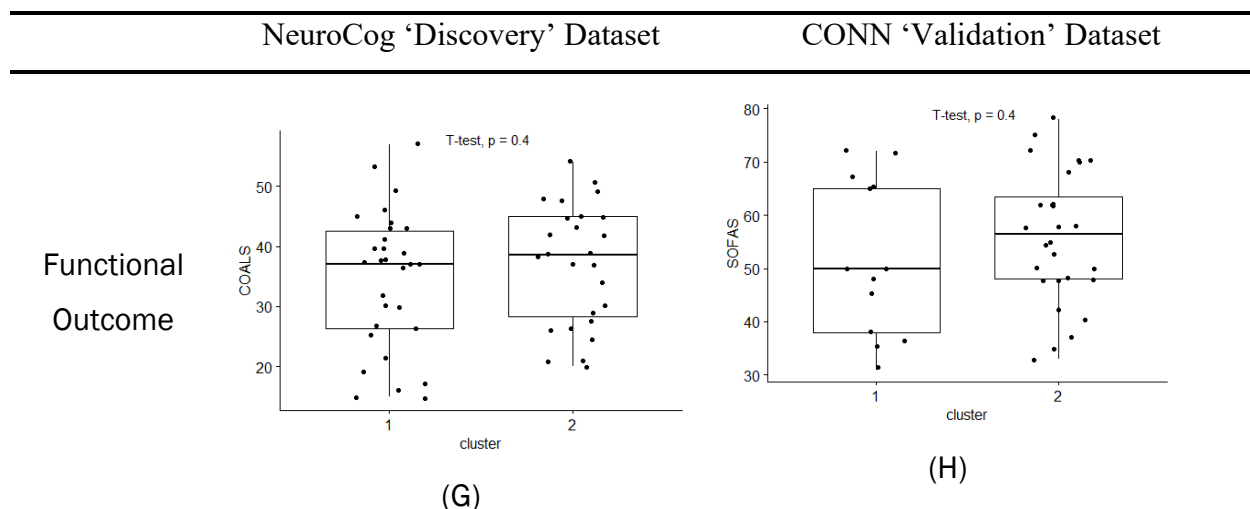 NeuroCog ‘Discovery’ Dataset
CONN ‘Validation’ Dataset
Functional
Outcome
T-test, p = 0.4
50
40
30
20
COALS
1
2
cluster
(G)
T-test, p = 0.4
80
70
60
50
40
30
SOFAS
1
2
cluster
(H)